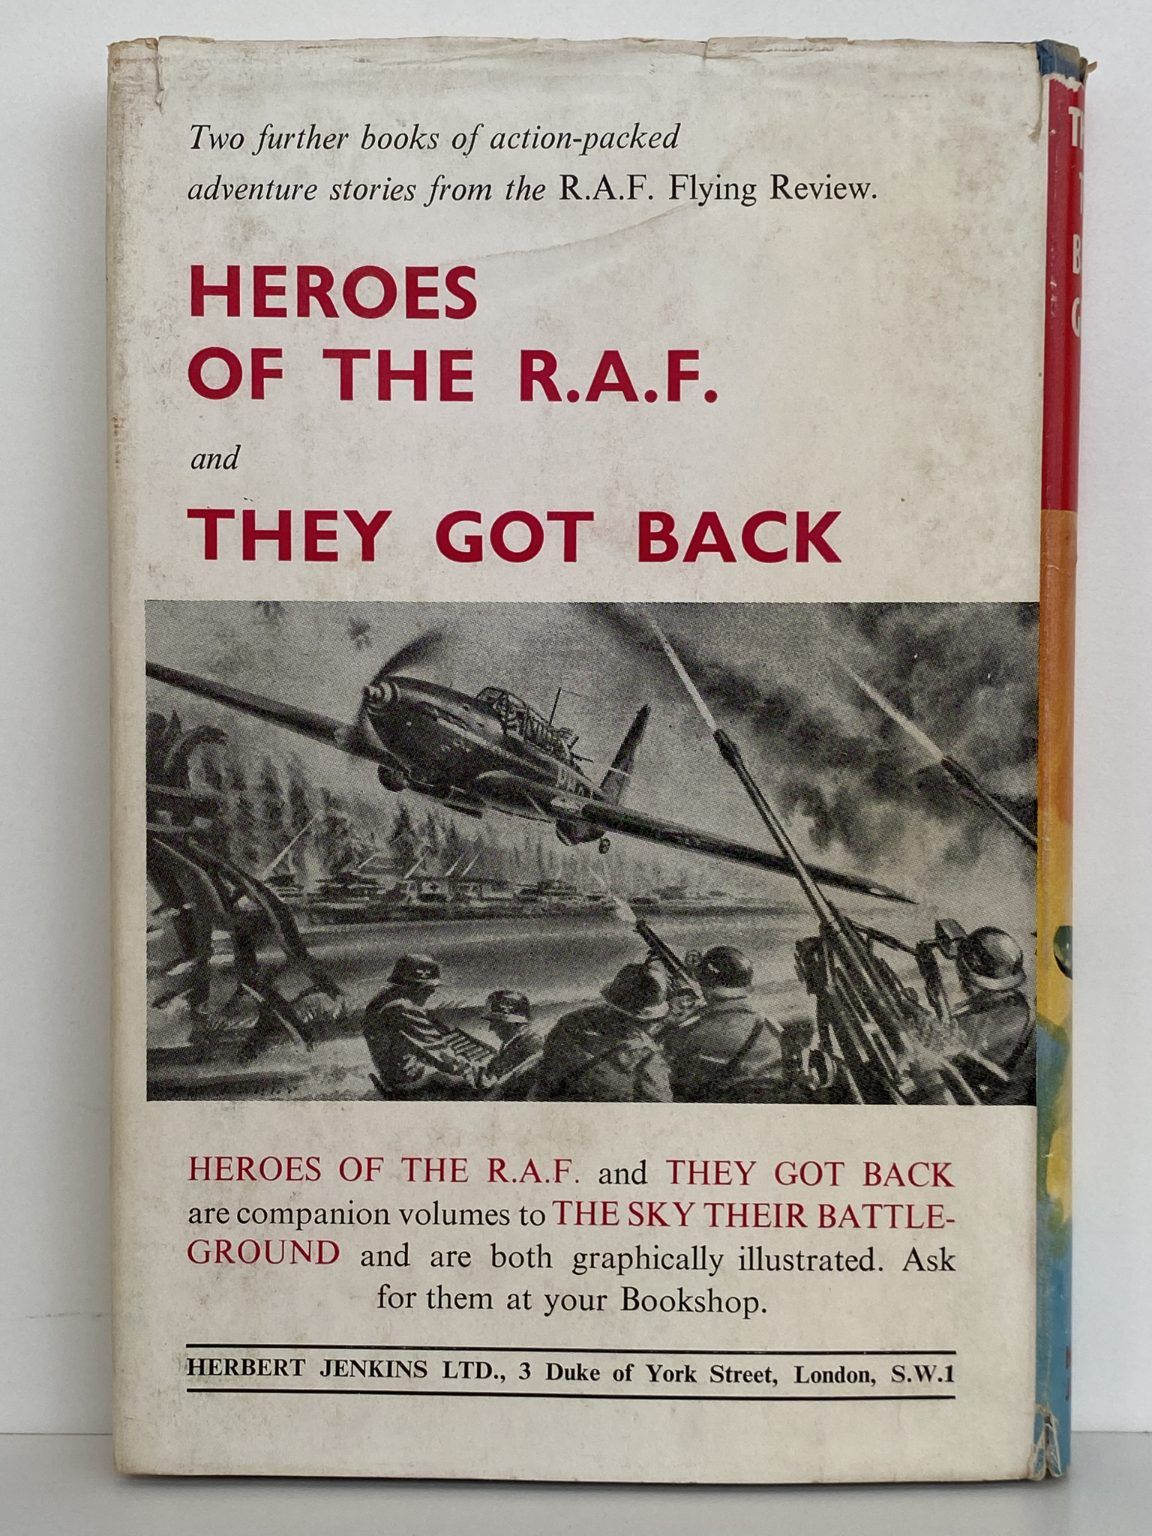 Two further books of action-packed
adventure stories from the R.A.F. Flying Review.
HEROES
OF THE R.A.F.
and
THEY GOT BACK
HEROES OF THE R.A.F. and THEY GOT BACK
are companion volumes to THE SKY THEIR BATTLE-
GROUND and are both graphically illustrated. Ask
for them at your Bookshop.
HERBERT JENKINS LTD., 3 Duke of York Street, London, S.W.1